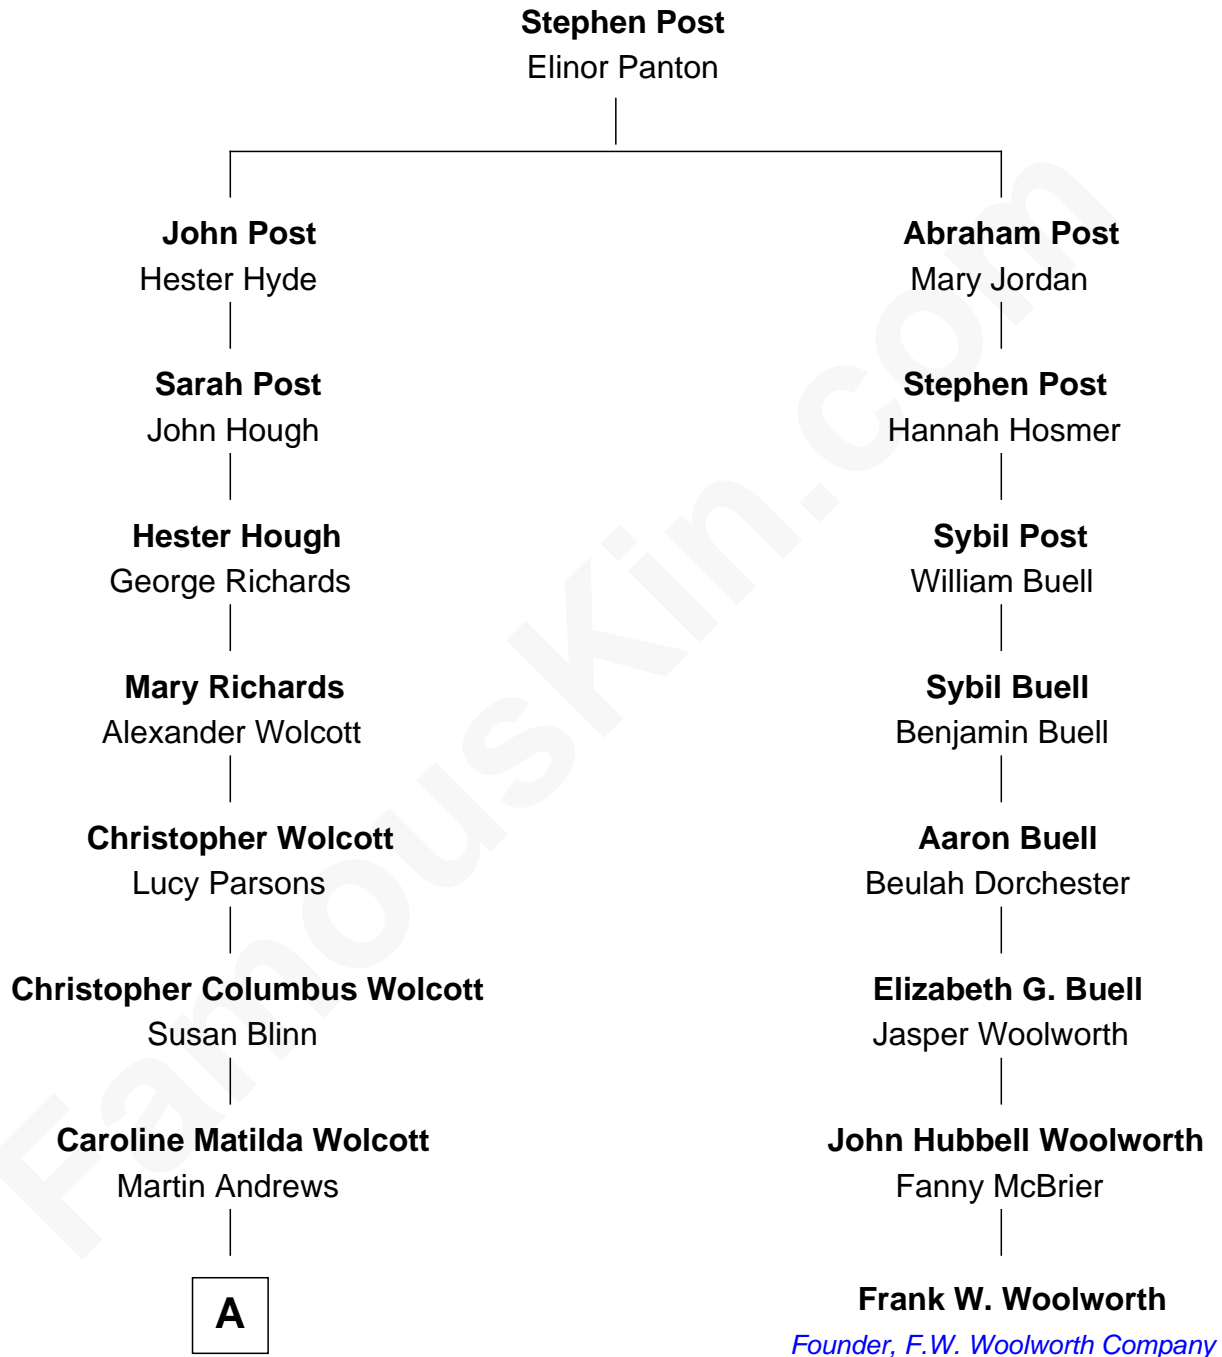 Stephen Post
Elinor Panton
John Post
Hester Hyde
Sarah Post
John Hough
Hester Hough
George Richards
Mary Richards
Alexander Wolcott
Christopher Wolcott
Lucy Parsons
Christopher Columbus Wolcott
Susan Blinn
Caroline Matilda Wolcott
Martin Andrews
A
Abraham Post
Mary Jordan
Stephen Post
Hannah Hosmer
Sybil Post
William Buell
Sybil Buell
Benjamin Buell
Aaron Buell
Beulah Dorchester
Elizabeth G. Buell
Jasper Woolworth
John Hubbell Woolworth
Fanny McBrier
Frank W. Woolworth
Founder, F.W. Woolworth Company
FamousKin.com